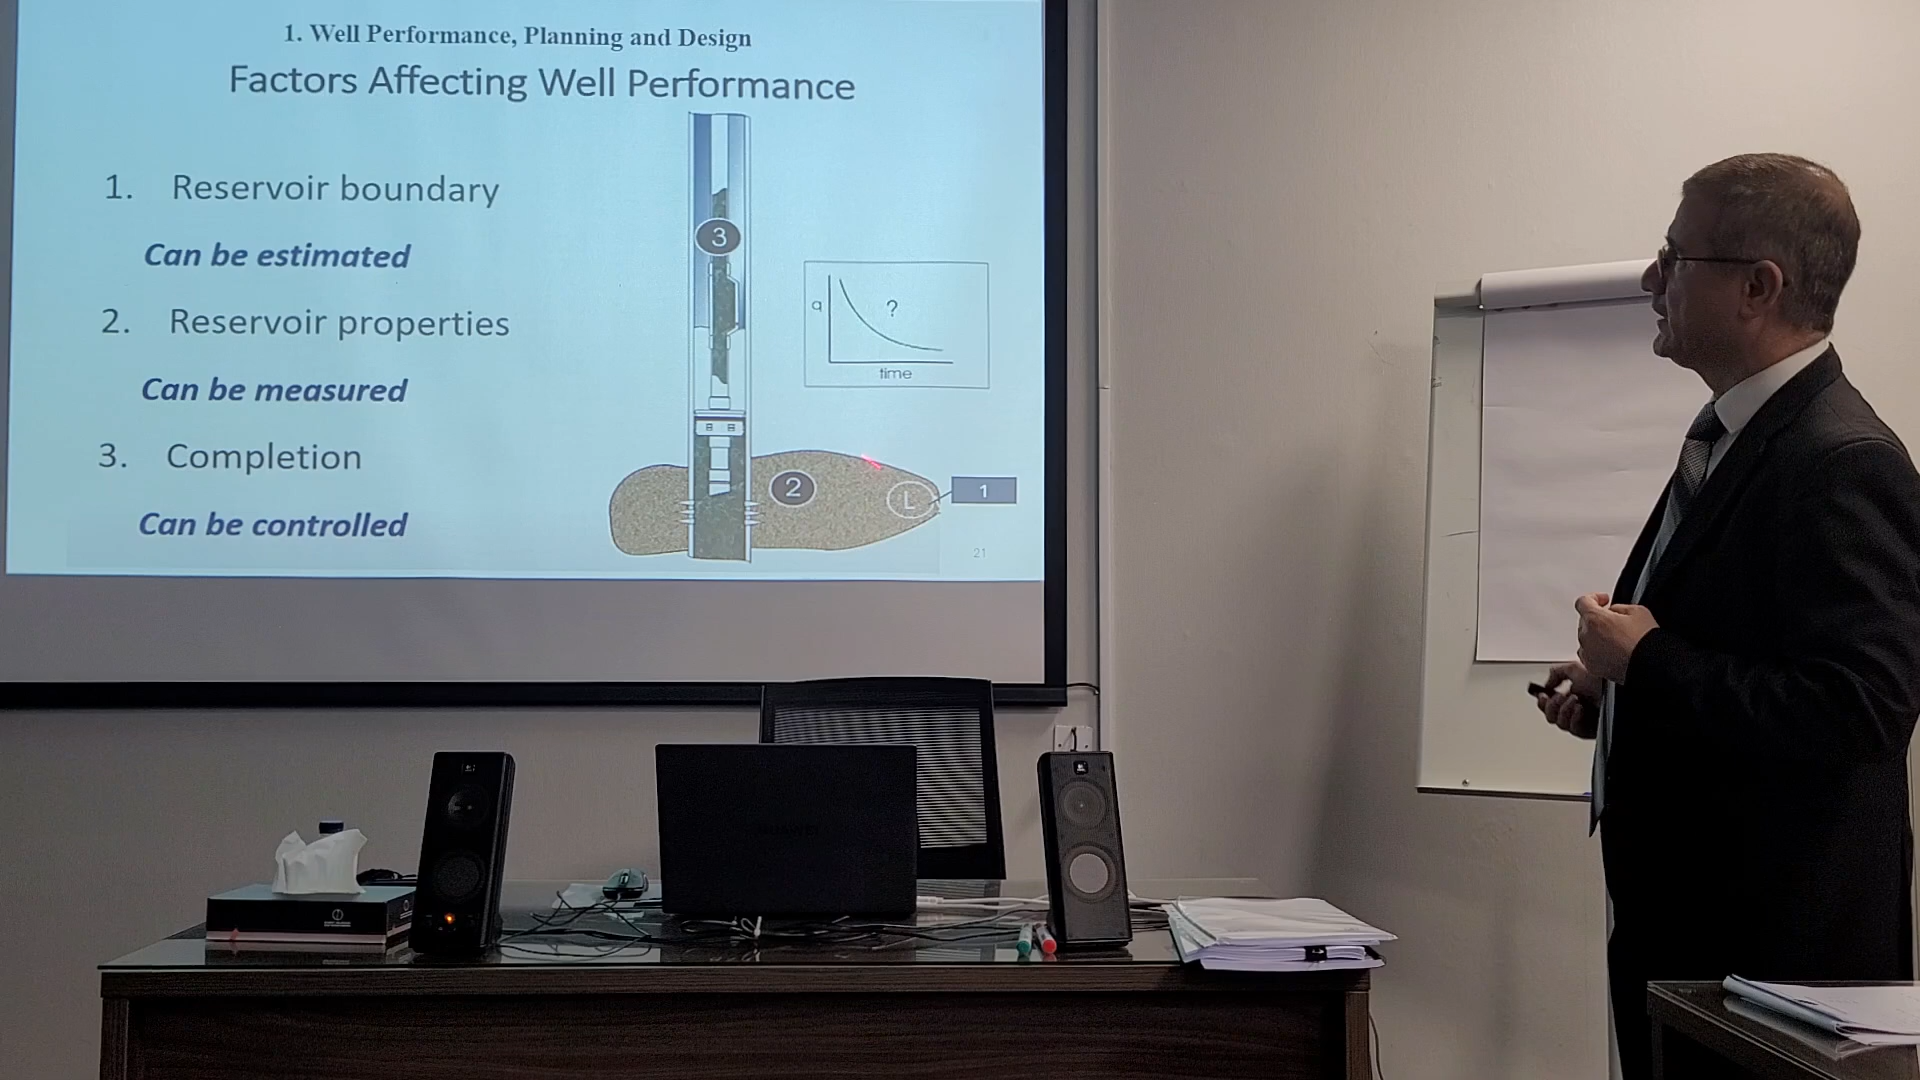 1. Well Performance, Planning and Design
Factors Affecting Well Performance
1. Reservoir boundary
Can be estimated
2. Reservoir properties
Can be measured
3. Completion
Can be controlled
3
q
?
time
2
L
1
21